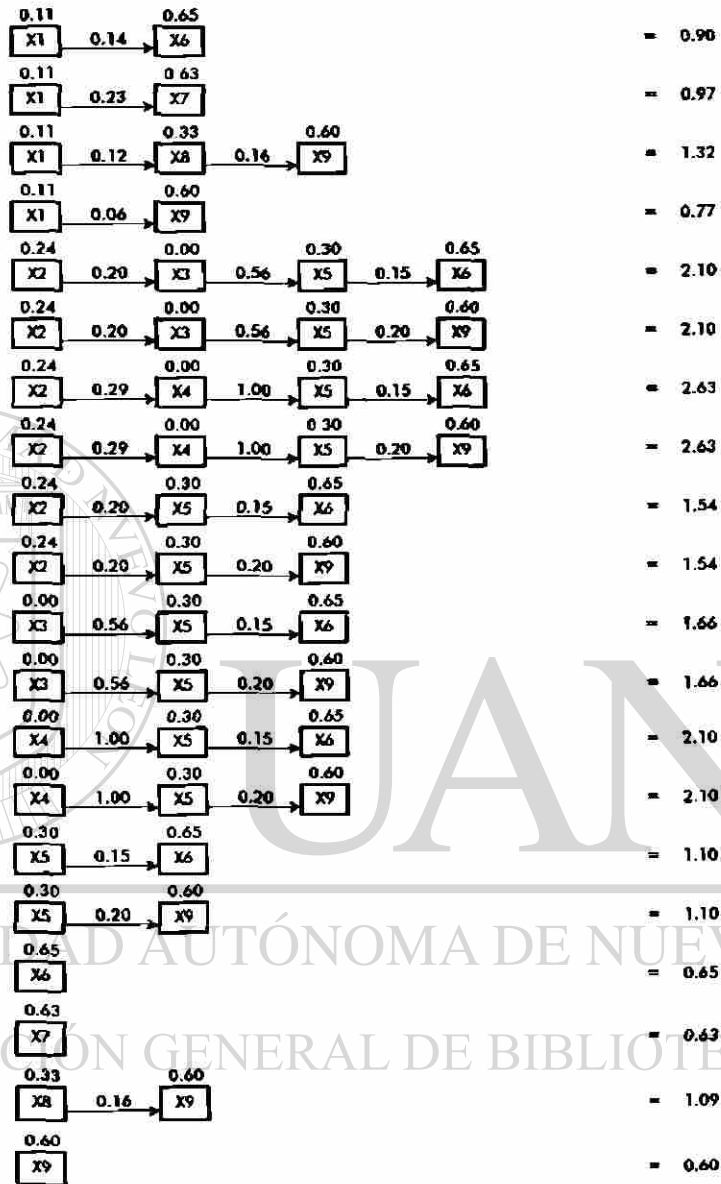 0.11 0.65
X1 0.14 X6 = 0.90
0.11 0.63
X1 0.23 X7 = 0.97
0.11 0.33 0.60
X1 0.12 X8 0.16 X9 = 1.32
0.11 0.60
X1 0.06 X9 = 0.77
0.24 0.00 0.30 0.65
X2 0.20 X3 0.56 X5 0.15 X6 = 2.10
0.24 0.00 0.30 0.60
X2 0.20 X3 0.56 X5 0.20 X9 = 2.10
0.24 0.00 0.30 0.65
X2 0.29 X4 1.00 X5 0.15 X6 = 2.63
0.24 0.00 0.30 0.60
X2 0.29 X4 1.00 X5 0.20 X9 = 2.63
0.24 0.30 0.65
X2 0.20 X5 0.15 X6 = 1.54
0.24 0.30 0.60
X2 0.20 X5 0.20 X9 = 1.54
0.00 0.30 0.65
X3 0.56 X5 0.15 X6 = 1.66
0.00 0.30 0.60
X3 0.56 X5 0.20 X9 = 1.66
0.00 0.30 0.65
X4 1.00 X5 0.15 X6 = 2.10
0.00 0.30 0.60
X4 1.00 X5 0.20 X9 = 2.10
0.30 0.65
X5 0.15 X6 = 1.10
0.30 0.60
X5 0.20 X9 = 1.10
0.65
X6 = 0.65
0.63
X7 = 0.63
0.33 0.60
X8 0.16 X9 = 1.09
0.60
X9 = 0.60
UAN
DAD AUTÓNOMA DE NUEV
CIÓN GENERAL DE BIBLIOTE